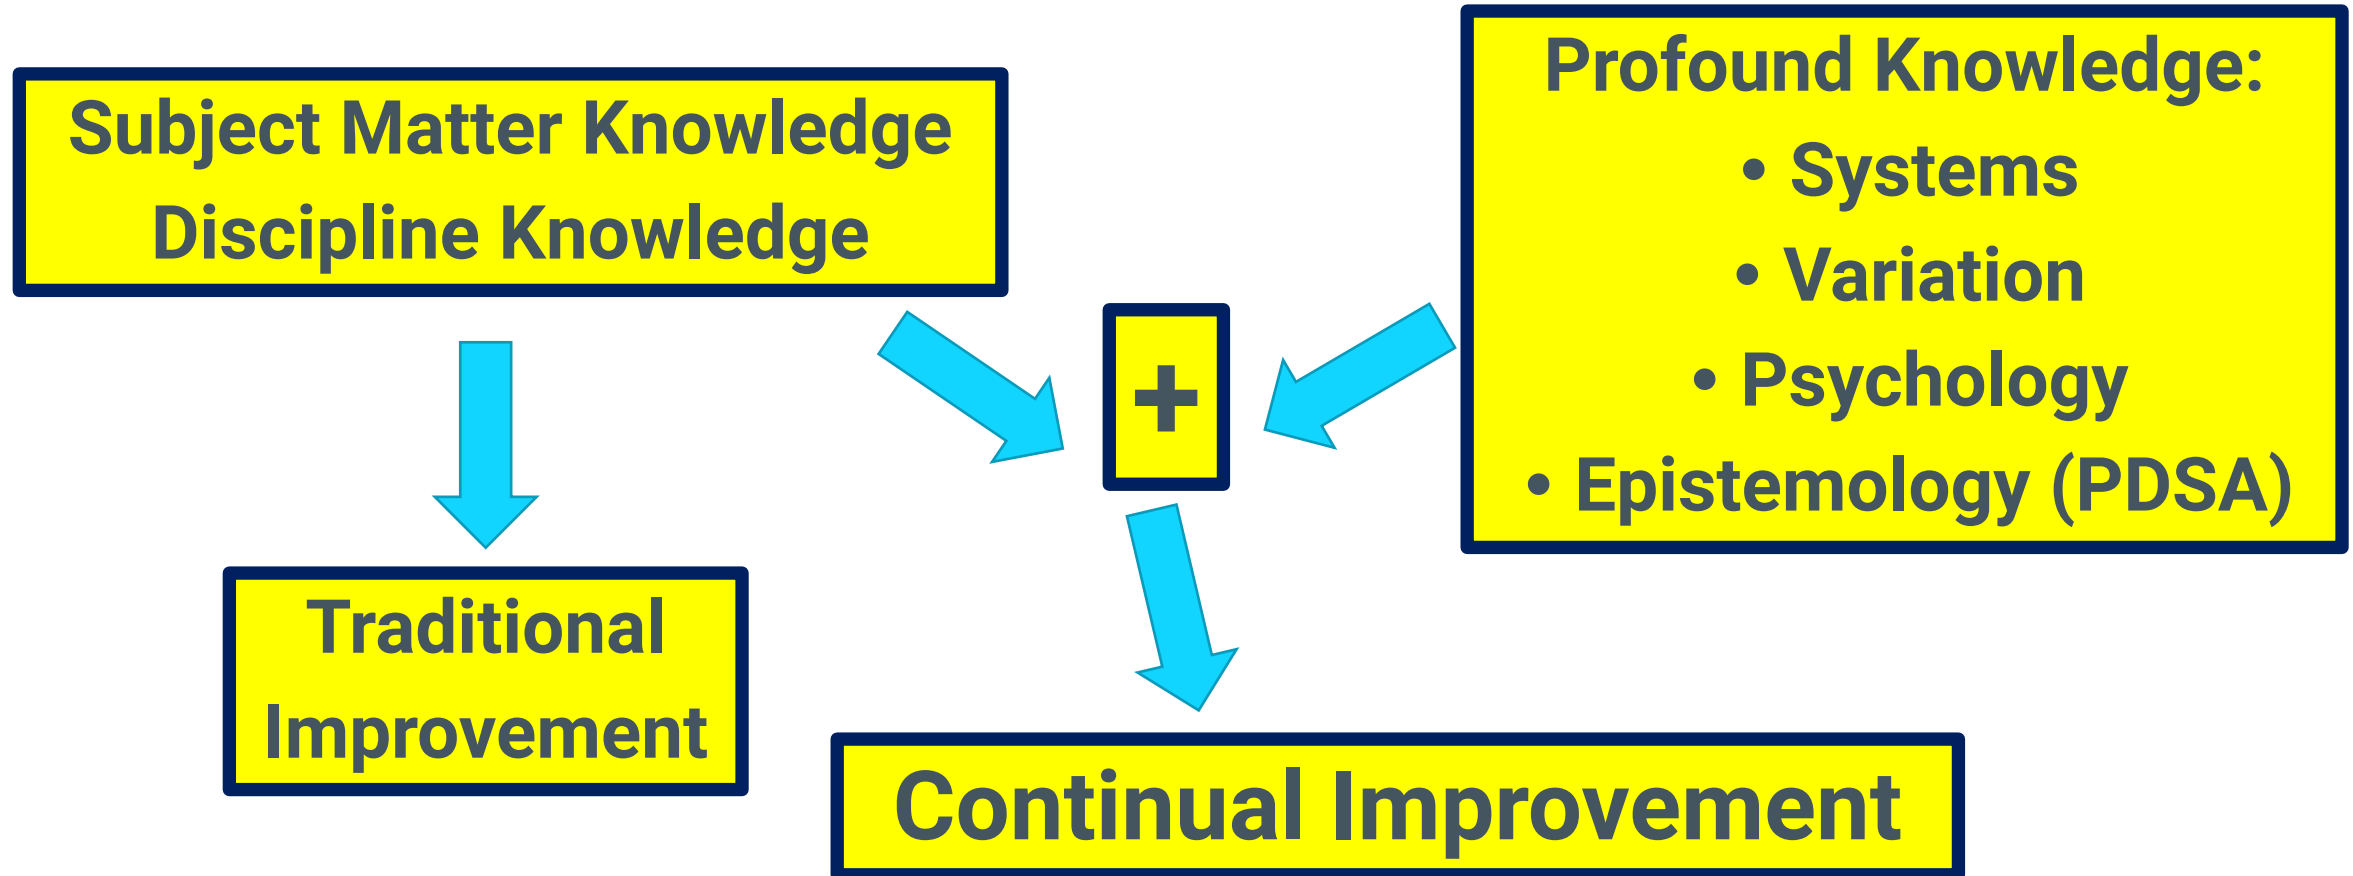 Subject Matter Knowledge
Discipline Knowledge
Profound Knowledge:
• Systems
• Variation
• Psychology
• Epistemology (PDSA)
+
Traditional
Improvement
Continual Improvement